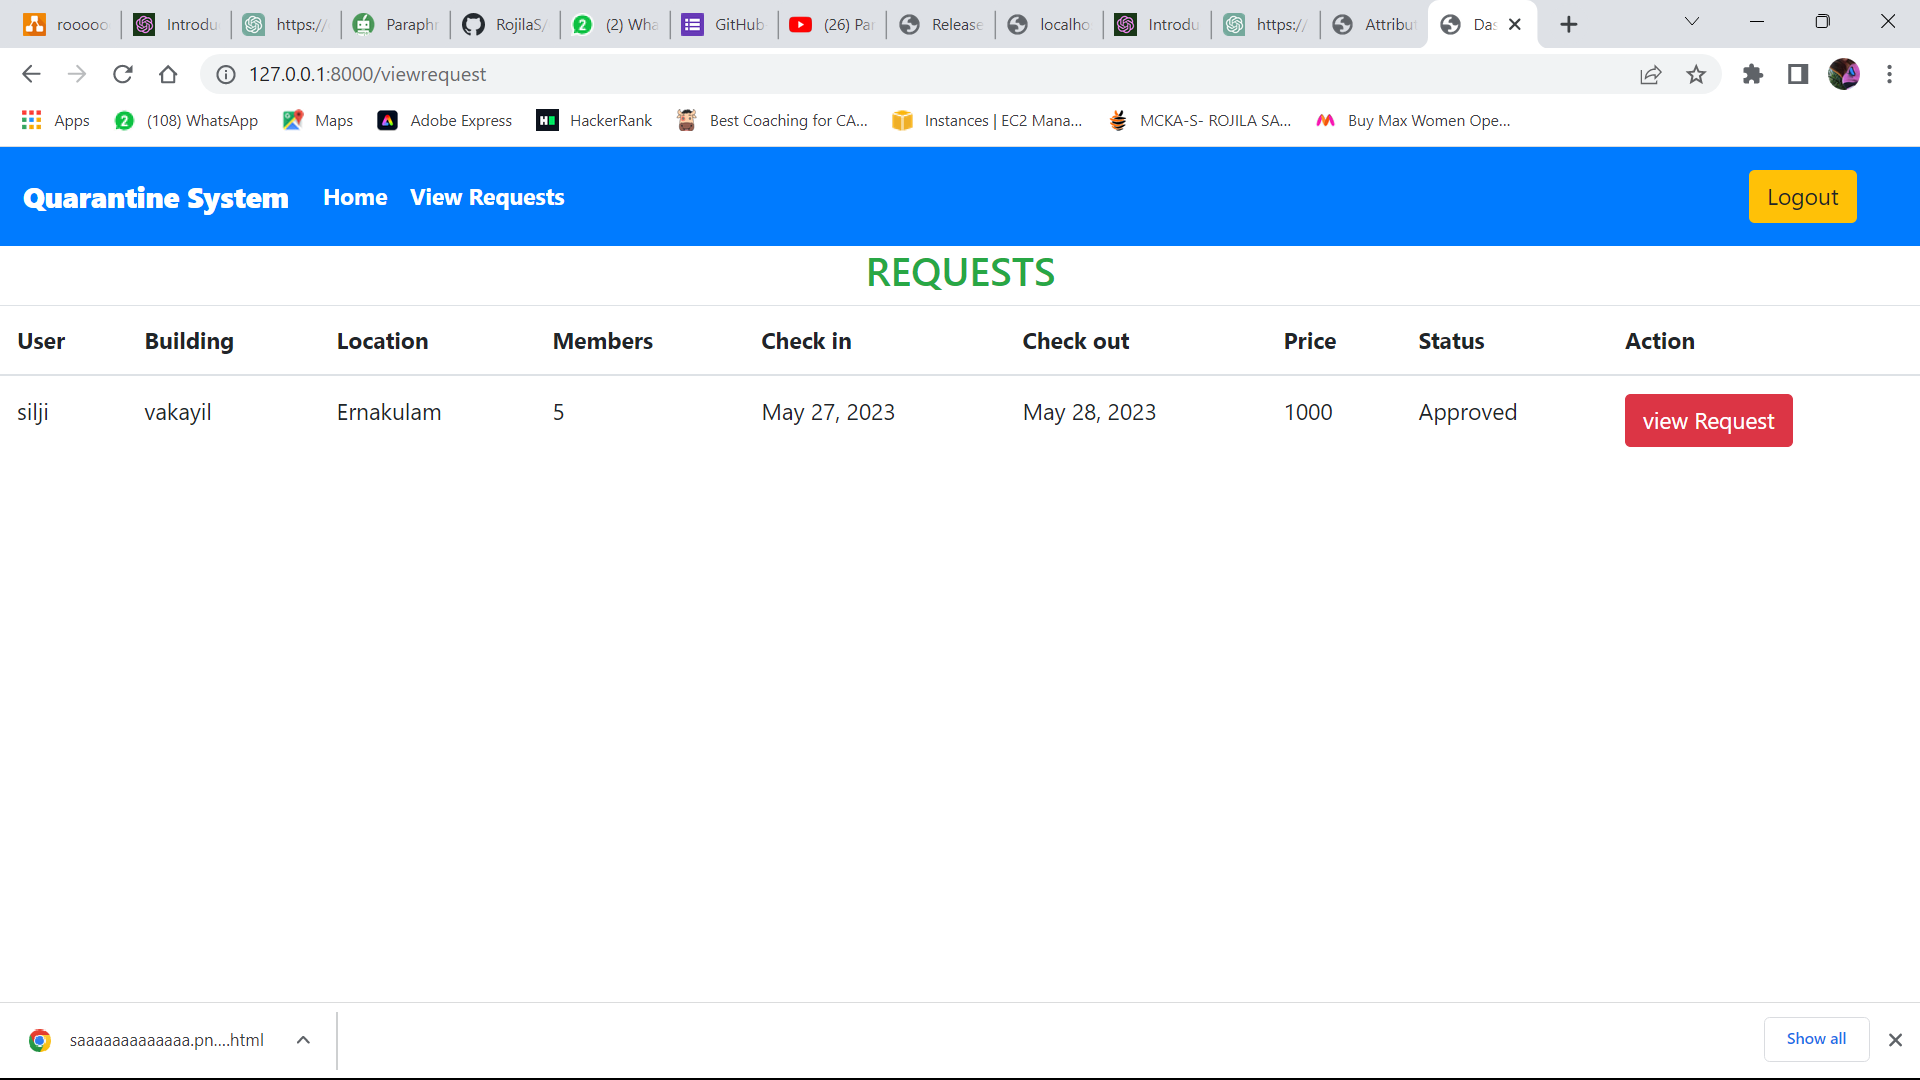 rooooo Introdu https:// Paraphr RojilaS/ (2) Wha GitHub (26) Par Release localho Introdu https:// Attribut Das
127.0.0.1:8000/viewrequest
Apps (108) WhatsApp Maps Adobe Express HackerRank Best Coaching for CA... Instances | EC2 Mana... MCKA-S- ROJILA SA... Buy Max Women Ope...
Quarantine System Home View Requests Logout
REQUESTS
User Building Location Members Check in Check out Price Status Action
silji vakayil Ernakulam 5 May 27, 2023 May 28, 2023 1000 Approved view Request
saaaaaaaaaaaaa.pn....html Show all